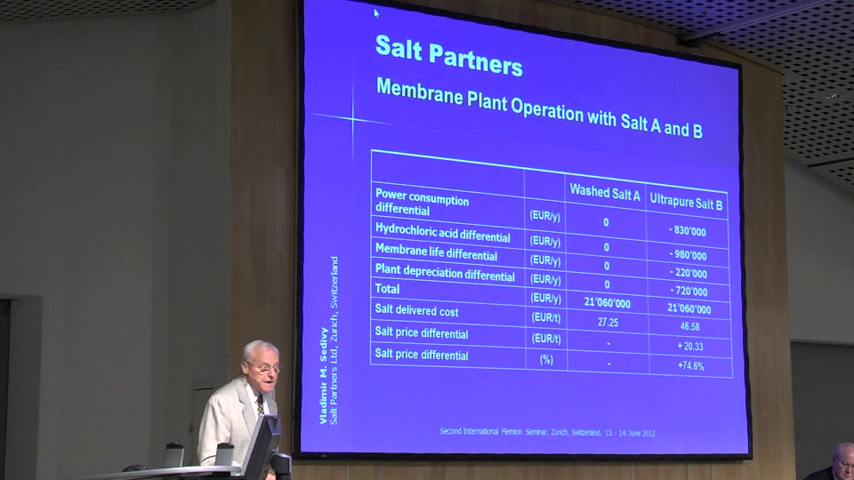 Salt Partners
Membrane Plant Operation with Salt A and B
Washed Salt A Ultrapure Salt B
Power consumption differential (EUR/y) 0 - 830'000
Hydrochloric acid differential (EUR/y) 0 - 980'000
Membrane life differential (EUR/y) 0 - 220'000
Plant depreciation differential (EUR/y) 0 - 720'000
Total (EUR/y) 21'060'000 21'060'000
Salt delivered cost (EUR/t) 27.25 46.58
Salt price differential (EUR/t) - + 20.33
Salt price differential (%) - +74.6%
Vladimir M. Sedivy
Salt Partners Ltd, Zurich, Switzerland
Second International Flemion Seminar, Zurich, Switzerland, 13. - 14. June 2012